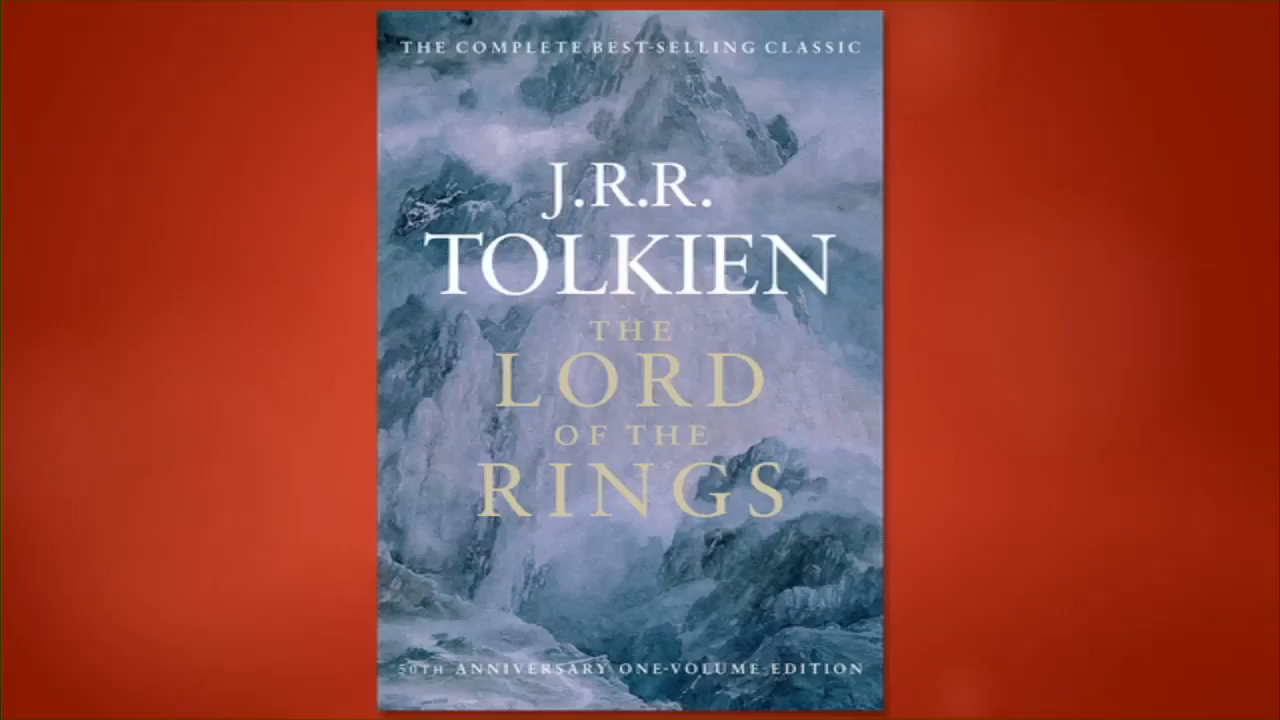 THE COMPLETE BEST-SELLING CLASSIC
J.R.R.
TOLKIEN
THE
LORD
OF THE
RINGS
50TH ANNIVERSARY ONE-VOLUME EDITION